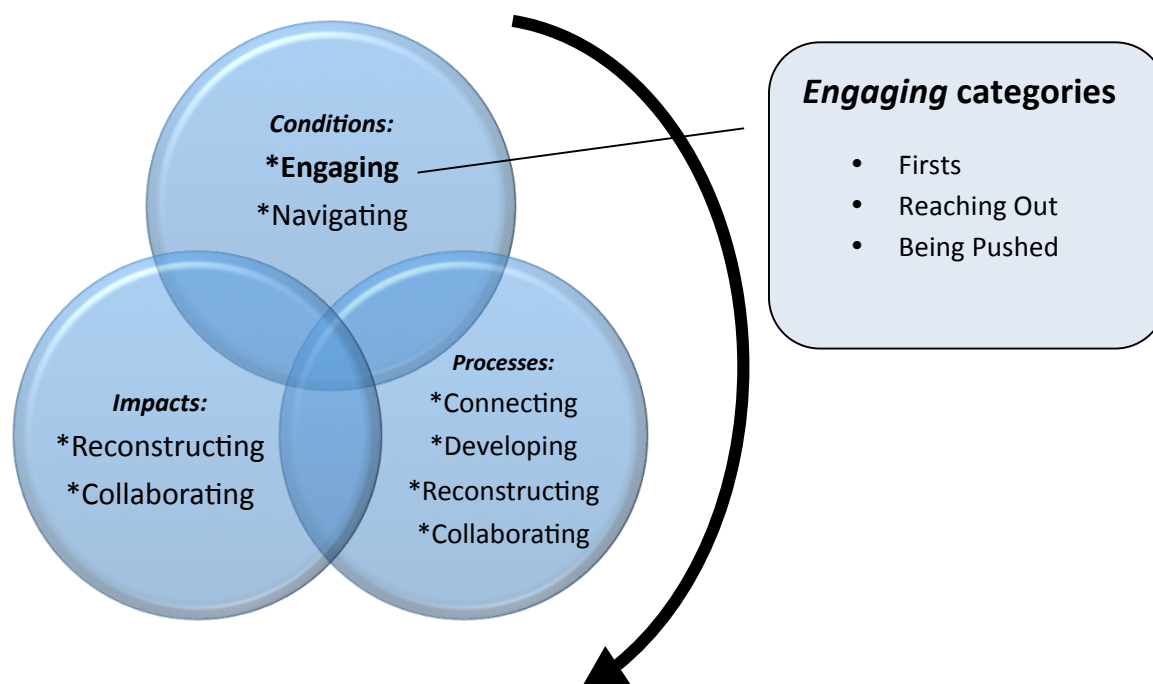 Conditions:
*Engaging
*Navigating
Impacts:
*Reconstructing
*Collaborating
Processes:
*Connecting
*Developing
*Reconstructing
*Collaborating
Engaging categories
• Firsts
• Reaching Out
• Being Pushed